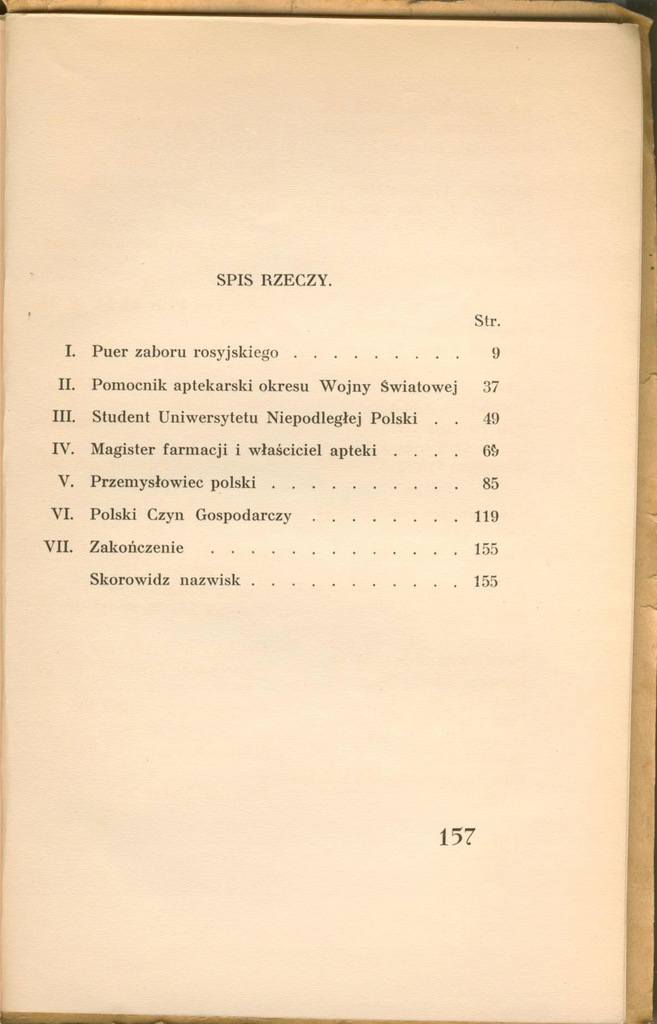 SPIS RZECZY.
Str.
I. Puer zaboru rosyjskiego . . . . . . . . . 9
II. Pomocnik aptekarski okresu Wojny Światowej 37
III. Student Uniwersytetu Niepodległej Polski . . 49
IV. Magister farmacji i właściciel apteki . . . . 69
V. Przemysłowiec polski . . . . . . . . . . 85
VI. Polski Czyn Gospodarczy . . . . . . . 119
VII. Zakończenie . . . . . . . . . . . . 155
Skorowidz nazwisk . . . . . . . . . . . 155
157